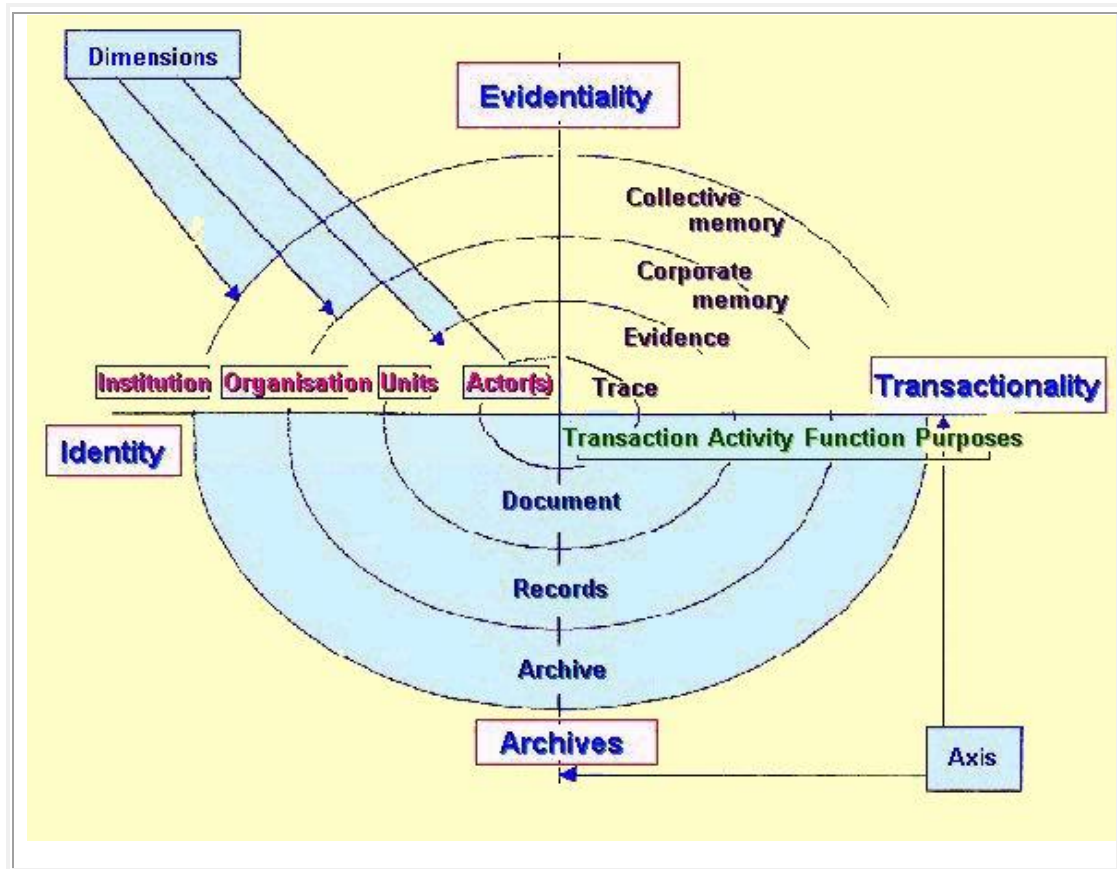 Dimensions
Evidentiality
Collective
memory
Corporate
memory
Evidence
Institution Organisation Units Actor(s) Trace
Transactionality
Transaction Activity Function Purposes
Identity
Document
Records
Archive
Archives
Axis